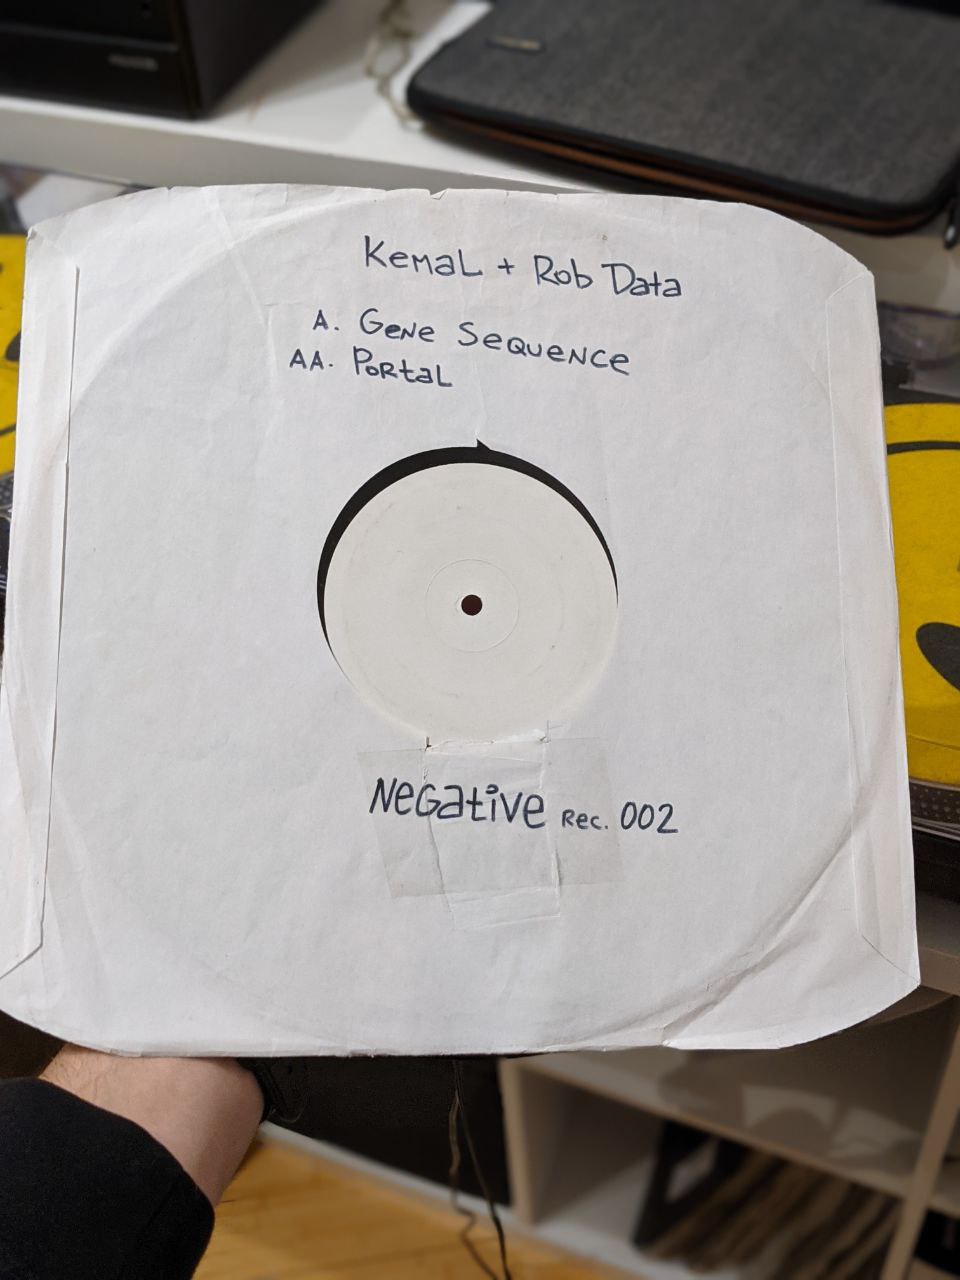 Kemal + Rob Data
A. Gene Sequence
AA. Portal
Negative Rec. 002